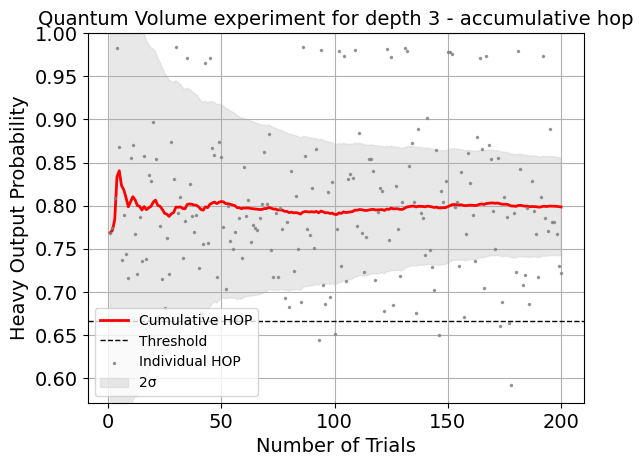 Quantum Volume experiment for depth 3 - accumulative hop
Heavy Output Probability
1.00
0.95
0.90
0.85
0.80
0.75
0.70
0.65
0.60
Cumulative HOP
Threshold
Individual HOP
2σ
0 50 100 150 200
Number of Trials